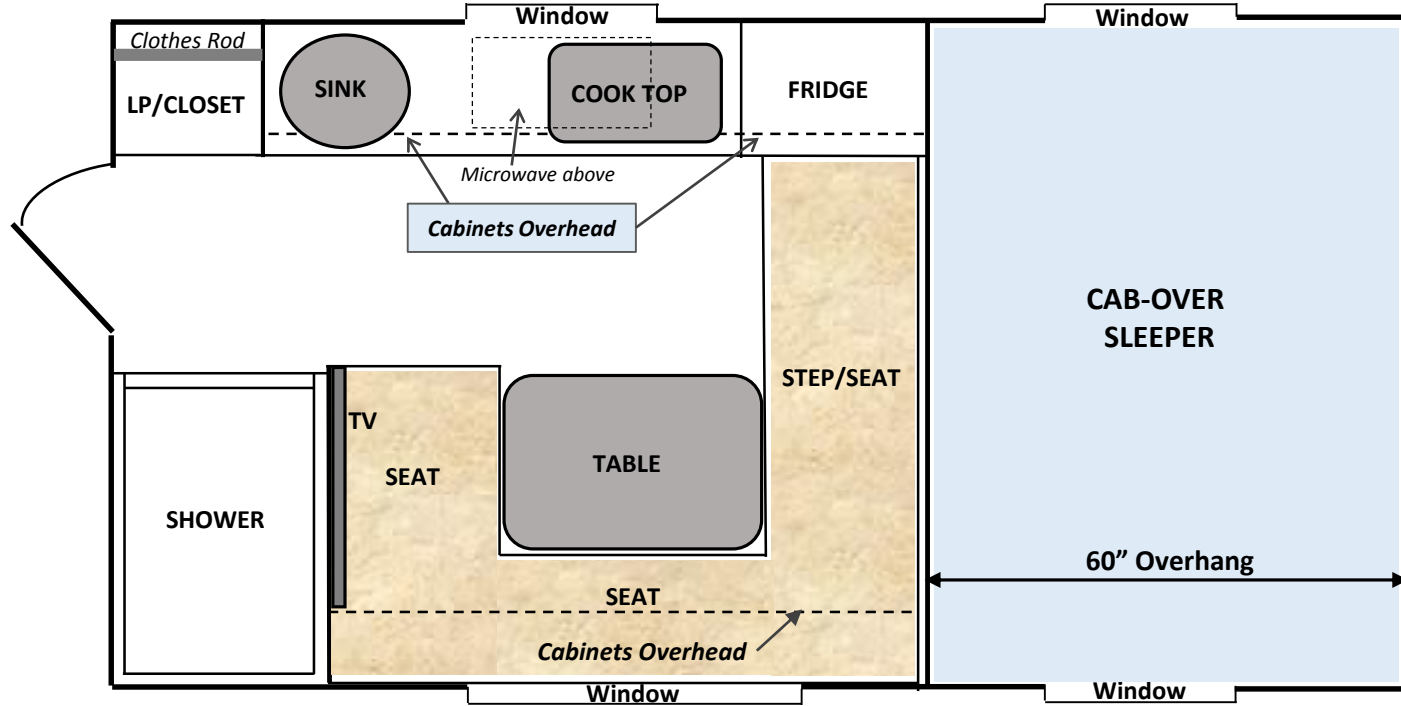 Window
Window
Clothes Rod
LP/CLOSET
SINK
COOK TOP
FRIDGE
Microwave above
Cabinets Overhead
CAB-OVER
SLEEPER
STEP/SEAT
TV
SEAT
TABLE
SHOWER
60” Overhang
SEAT
Cabinets Overhead
Window
Window